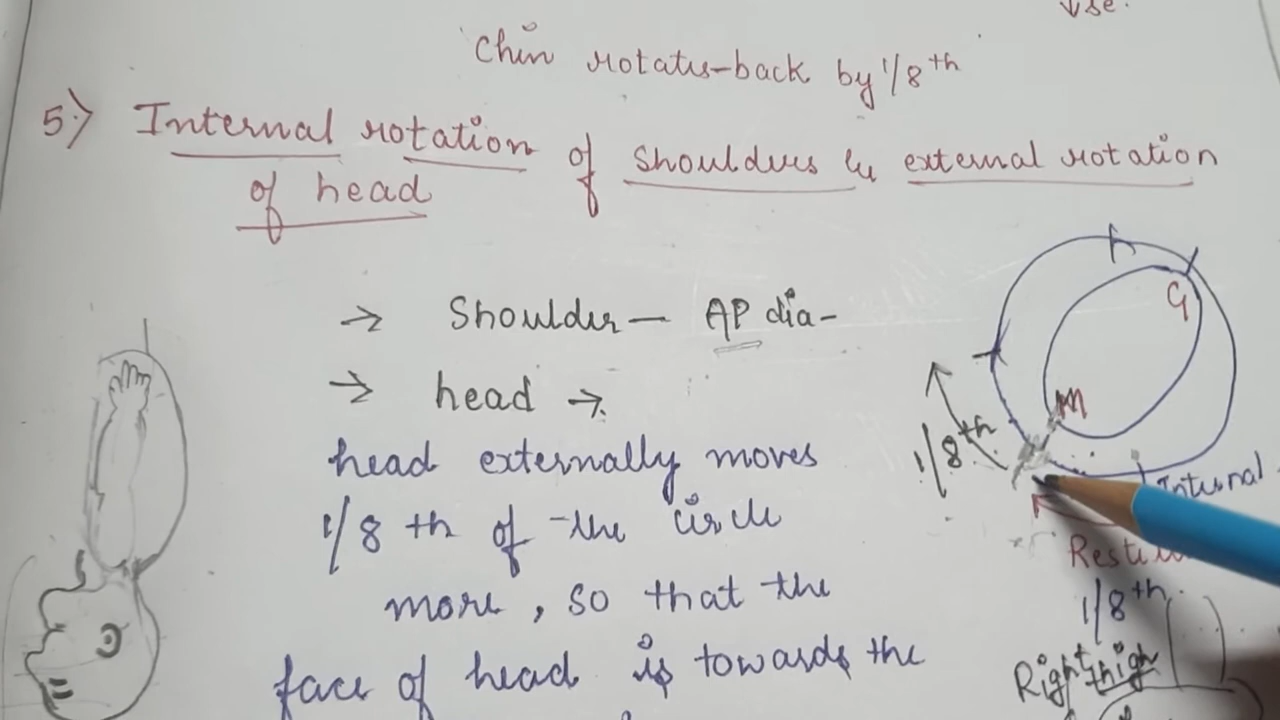 Use.
Chin rotates back by 1/8th
5) Internal rotation of shoulders & external rotation
of head
→ Shoulder — AP dia-
→ head →
head externally moves
1/8 th of the circle
more, so that the
face of head is towards the
G
M
1/8th
Internal
1/8th.
Right thigh